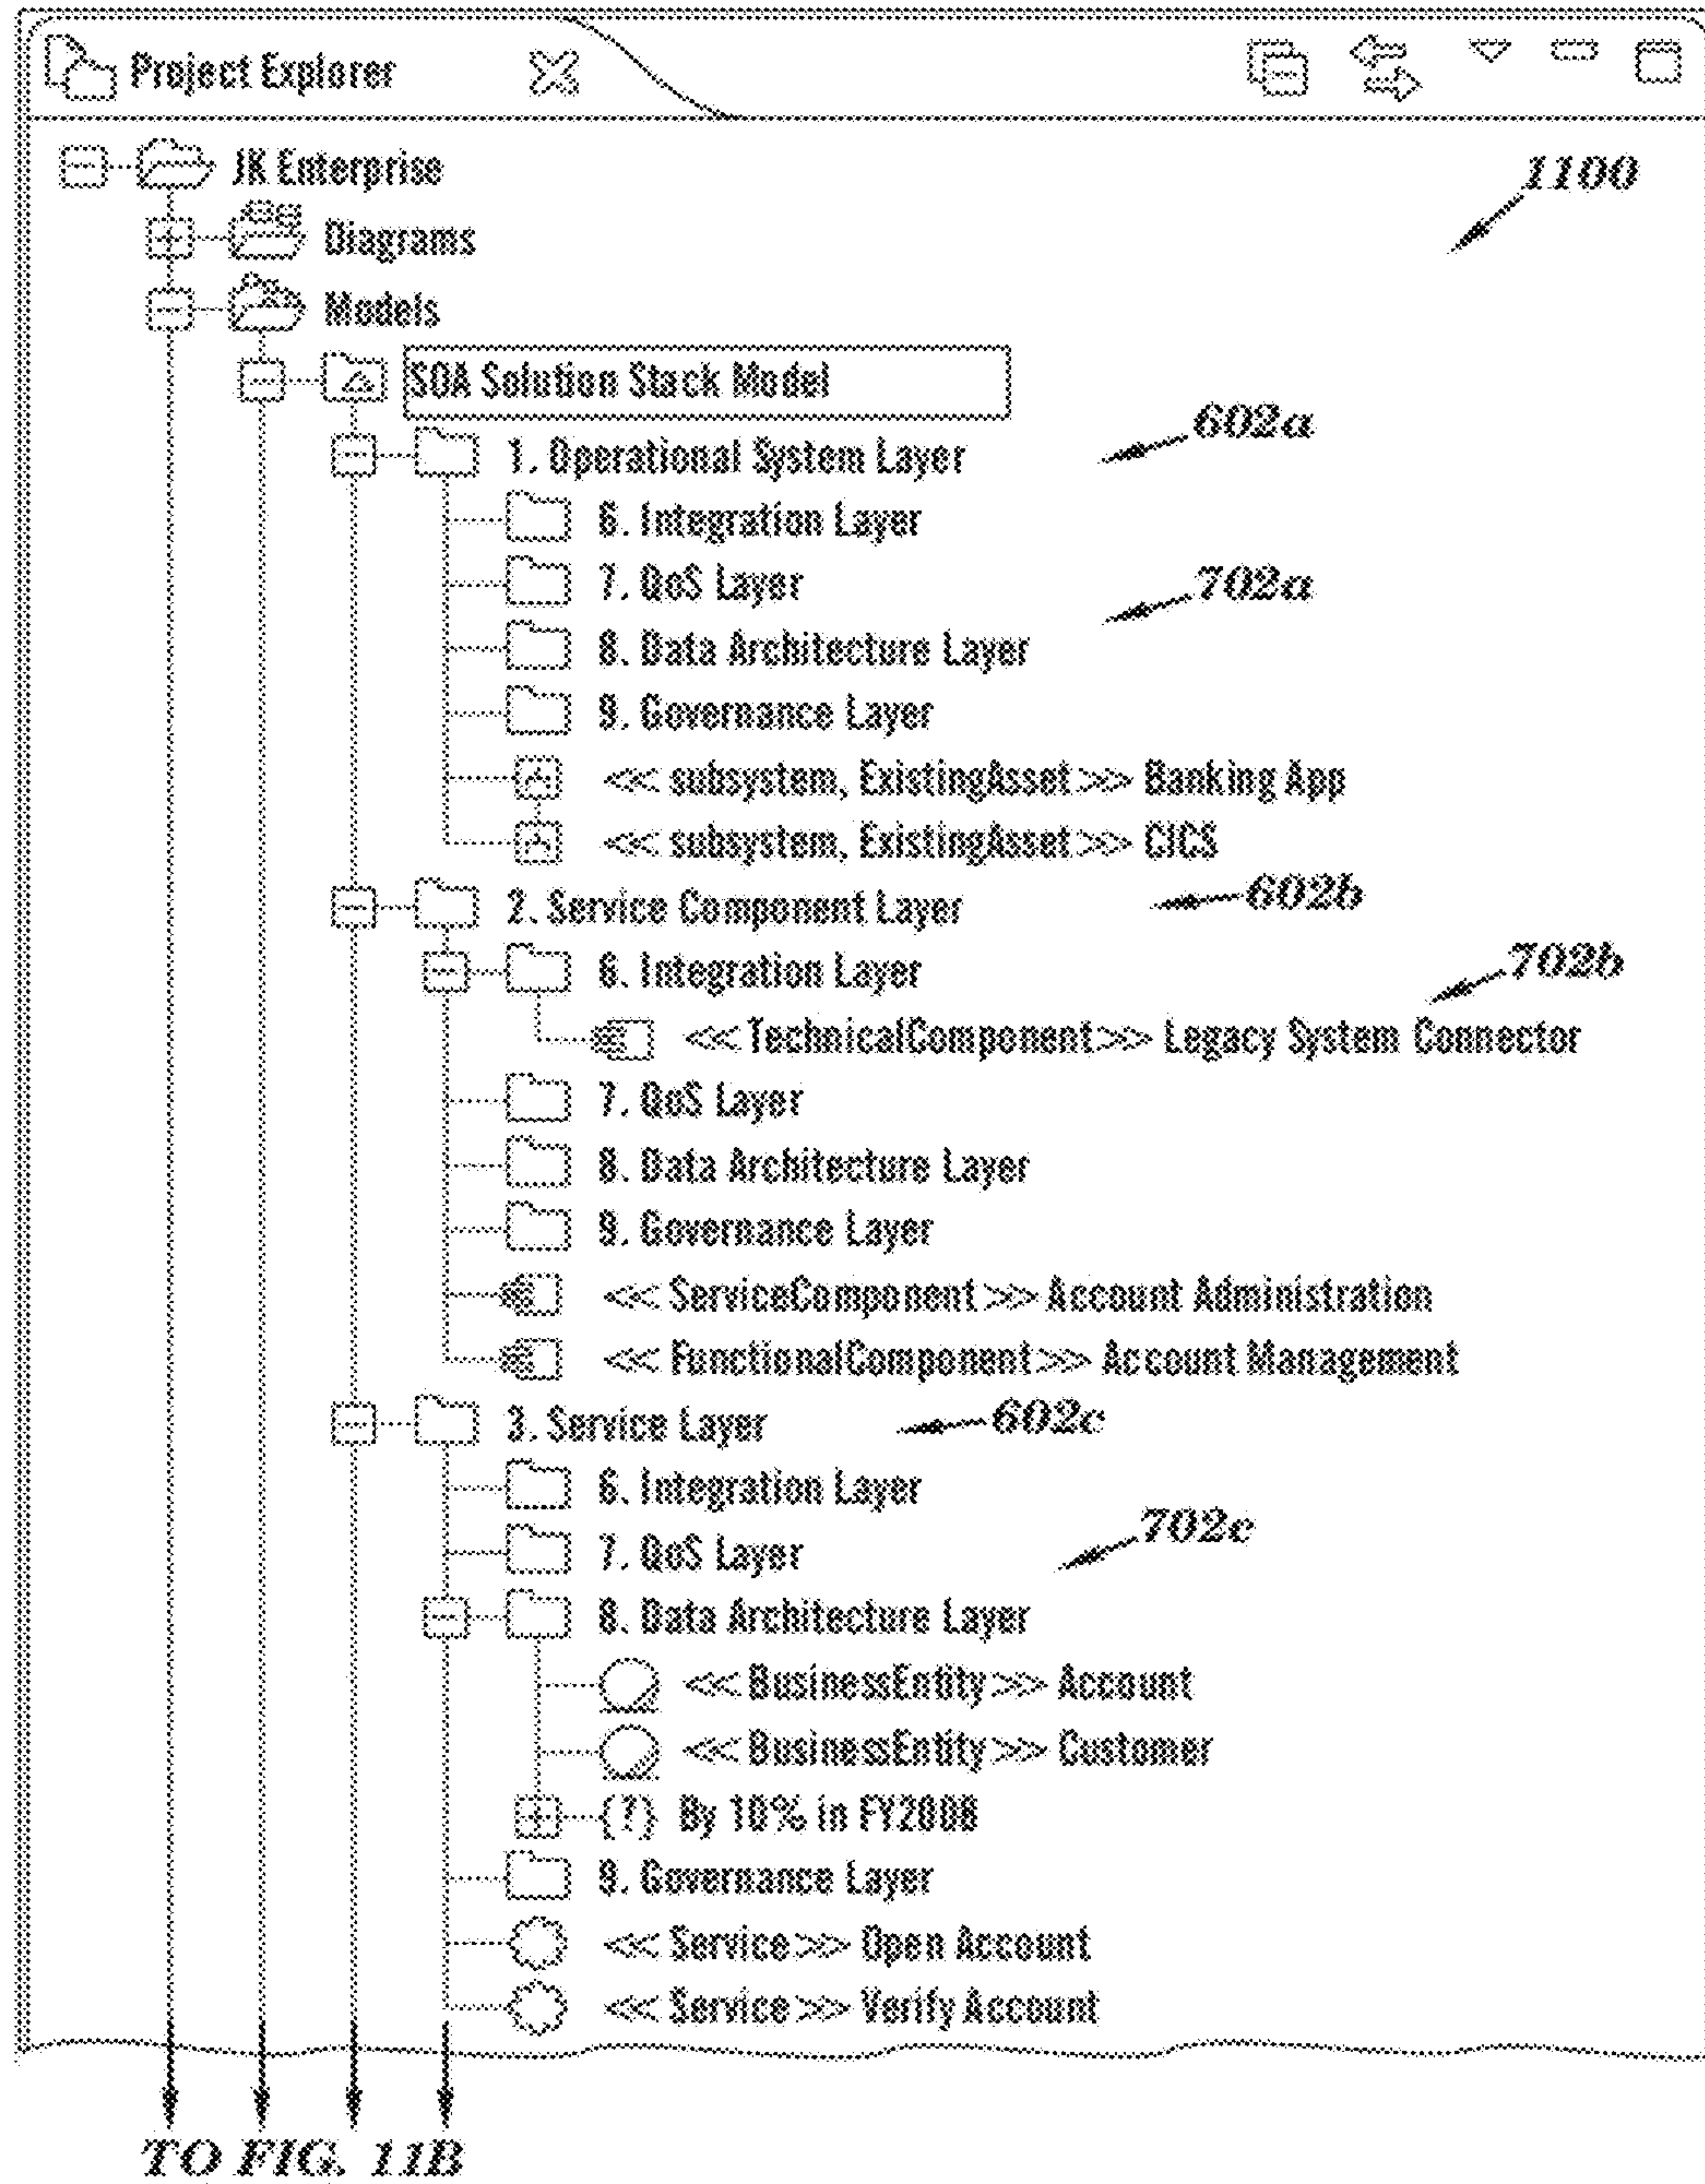 Project Explorer
JK Enterprise
1100
Diagrams
Models
SOA Solution Stack Model
1. Operational System Layer
602a
6. Integration Layer
7. QoS Layer
702a
8. Data Architecture Layer
9. Governance Layer
<< subsystem, ExistingAsset >> Banking App
<< subsystem, ExistingAsset >> CICS
2. Service Component Layer
602b
6. Integration Layer
702b
<< TechnicalComponent >> Legacy System Connector
7. QoS Layer
8. Data Architecture Layer
9. Governance Layer
<< ServiceComponent >> Account Administration
<< FunctionalComponent >> Account Management
3. Service Layer
602c
6. Integration Layer
7. QoS Layer
702c
8. Data Architecture Layer
<< BusinessEntity >> Account
<< BusinessEntity >> Customer
{?} By 10% in FY2008
9. Governance Layer
<< Service >> Open Account
<< Service >> Verify Account
TO FIG. 11B